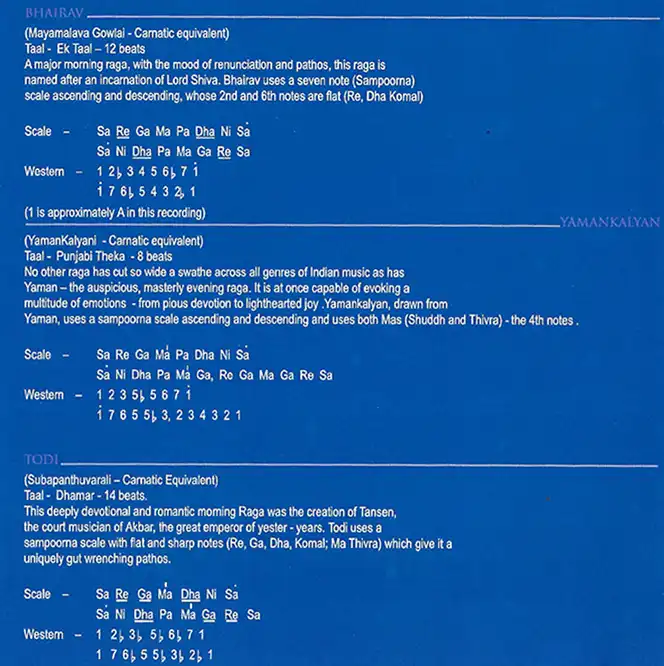 BHAIRAV
(Mayamalava Gowlai - Carnatic equivalent)
Taal - Ek Taal – 12 beats
A major morning raga, with the mood of renunciation and pathos, this raga is
named after an incarnation of Lord Shiva. Bhairav uses a seven note (Sampoorna)
scale ascending and descending, whose 2nd and 6th notes are flat (Re, Dha Komal)
Scale – Sa Re Ga Ma Pa Dha Ni Sȧ
Sȧ Ni Dha Pa Ma Ga Re Sa
Western – 1 2♭ 3 4 5 6♭ 7 1̇
1̇ 7 6♭ 5 4 3 2♭ 1
(1 is approximately A in this recording)
YAMANKALYAN
(YamanKalyani - Carnatic equivalent)
Taal - Punjabi Theka - 8 beats
No other raga has cut so wide a swathe across all genres of Indian music as has
Yaman – the auspicious, masterly evening raga. It is at once capable of evoking a
multitude of emotions - from pious devotion to lighthearted joy .Yamankalyan, drawn from
Yaman, uses a sampoorna scale ascending and descending and uses both Mas (Shuddh and Thivra) - the 4th notes .
Scale – Sa Re Ga Ma̍ Pa Dha Ni Sȧ
Sȧ Ni Dha Pa Ma̍ Ga, Re Ga Ma Ga Re Sa
Western – 1 2 3 5♭ 5 6 7 1̇
1̇ 7 6 5 5♭ 3, 2 3 4 3 2 1
TODI
(Subapanthuvarali – Carnatic Equivalent)
Taal - Dhamar - 14 beats.
This deeply devotional and romantic morning Raga was the creation of Tansen,
the court musician of Akbar, the great emperor of yester - years. Todi uses a
sampoorna scale with flat and sharp notes (Re, Ga, Dha, Komal; Ma Thivra) which give it a
uniquely gut wrenching pathos.
Scale – Sa Re Ga Ma̍ Dha Ni Sȧ
Sȧ Ni Dha Pa Ma̍ Ga Re Sa
Western – 1 2♭ 3♭ 5♭ 6♭ 7 1
1 7 6♭ 5 5♭ 3♭ 2♭ 1